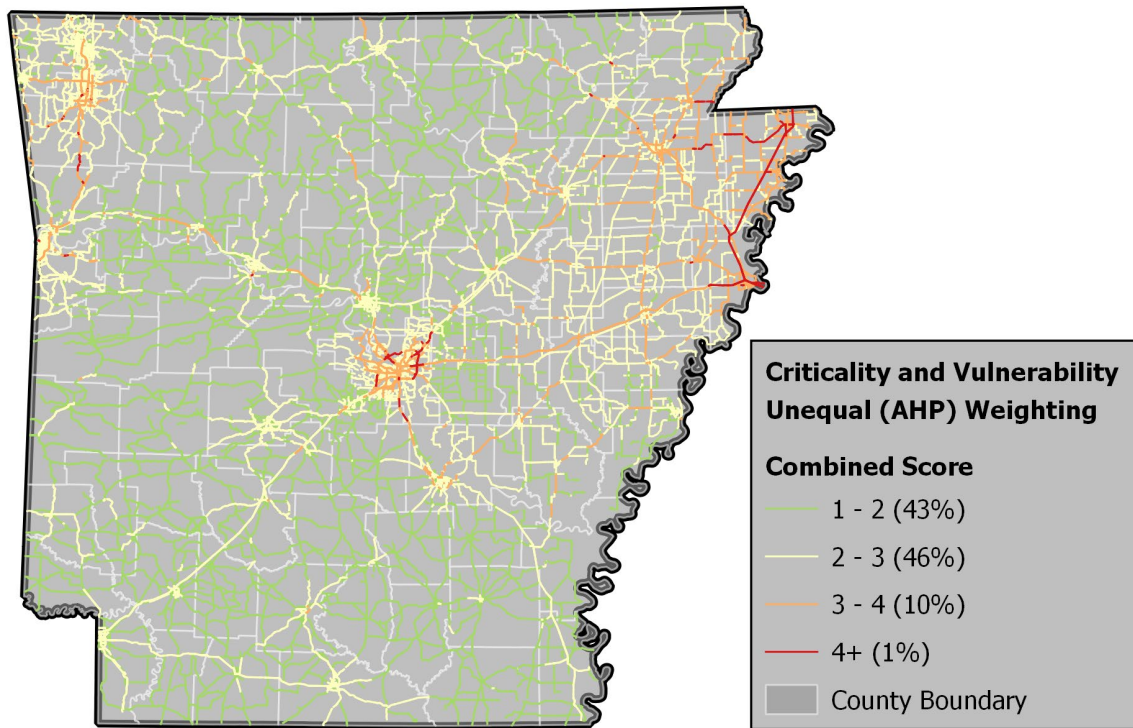 Criticality and Vulnerability
Unequal (AHP) Weighting
Combined Score
1 - 2 (43%)
2 - 3 (46%)
3 - 4 (10%)
4+ (1%)
County Boundary